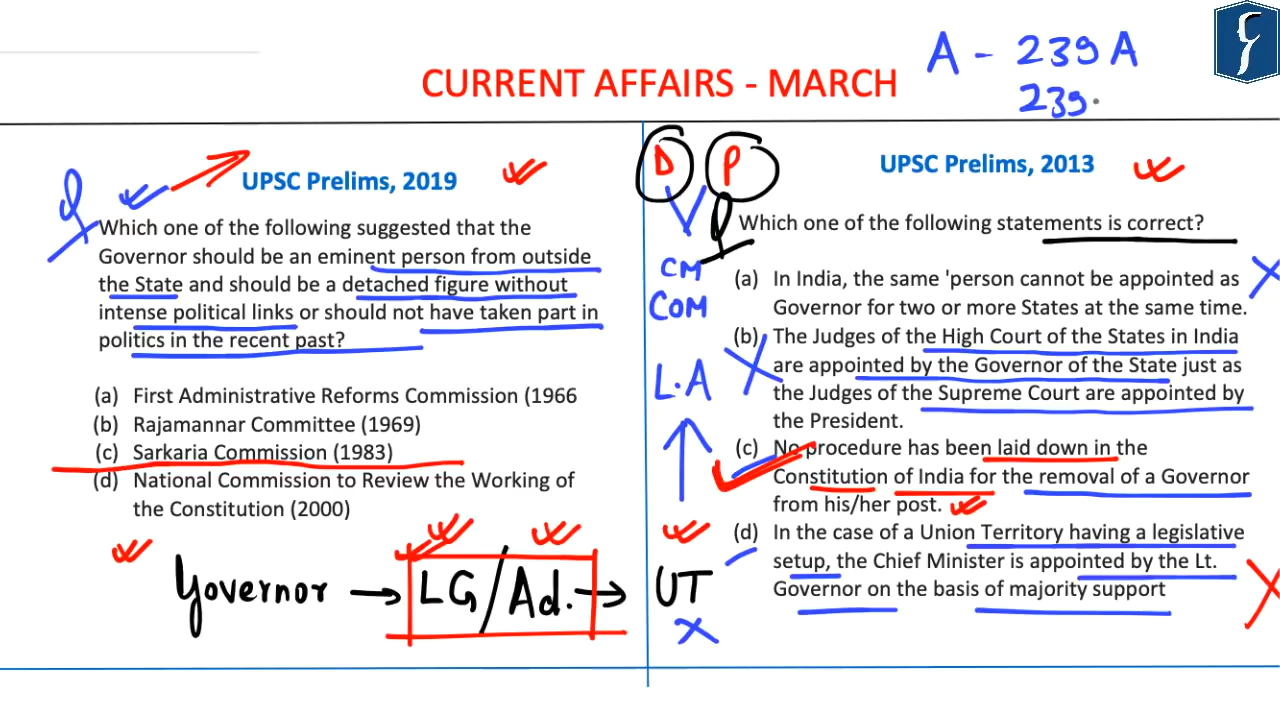 A - 239 A
239
CURRENT AFFAIRS - MARCH
UPSC Prelims, 2019
Which one of the following suggested that the
Governor should be an eminent person from outside
the State and should be a detached figure without
intense political links or should not have taken part in
politics in the recent past?
(a) First Administrative Reforms Commission (1966
(b) Rajamannar Committee (1969)
(c) Sarkaria Commission (1983)
(d) National Commission to Review the Working of
the Constitution (2000)
Governor → LG/Ad. → UT
D P
CM
COM
L.A
UPSC Prelims, 2013
Which one of the following statements is correct?
(a) In India, the same 'person cannot be appointed as
Governor for two or more States at the same time.
(b) The Judges of the High Court of the States in India
are appointed by the Governor of the State just as
the Judges of the Supreme Court are appointed by
the President.
(c) No procedure has been laid down in the
Constitution of India for the removal of a Governor
from his/her post.
(d) In the case of a Union Territory having a legislative
setup, the Chief Minister is appointed by the Lt.
Governor on the basis of majority support